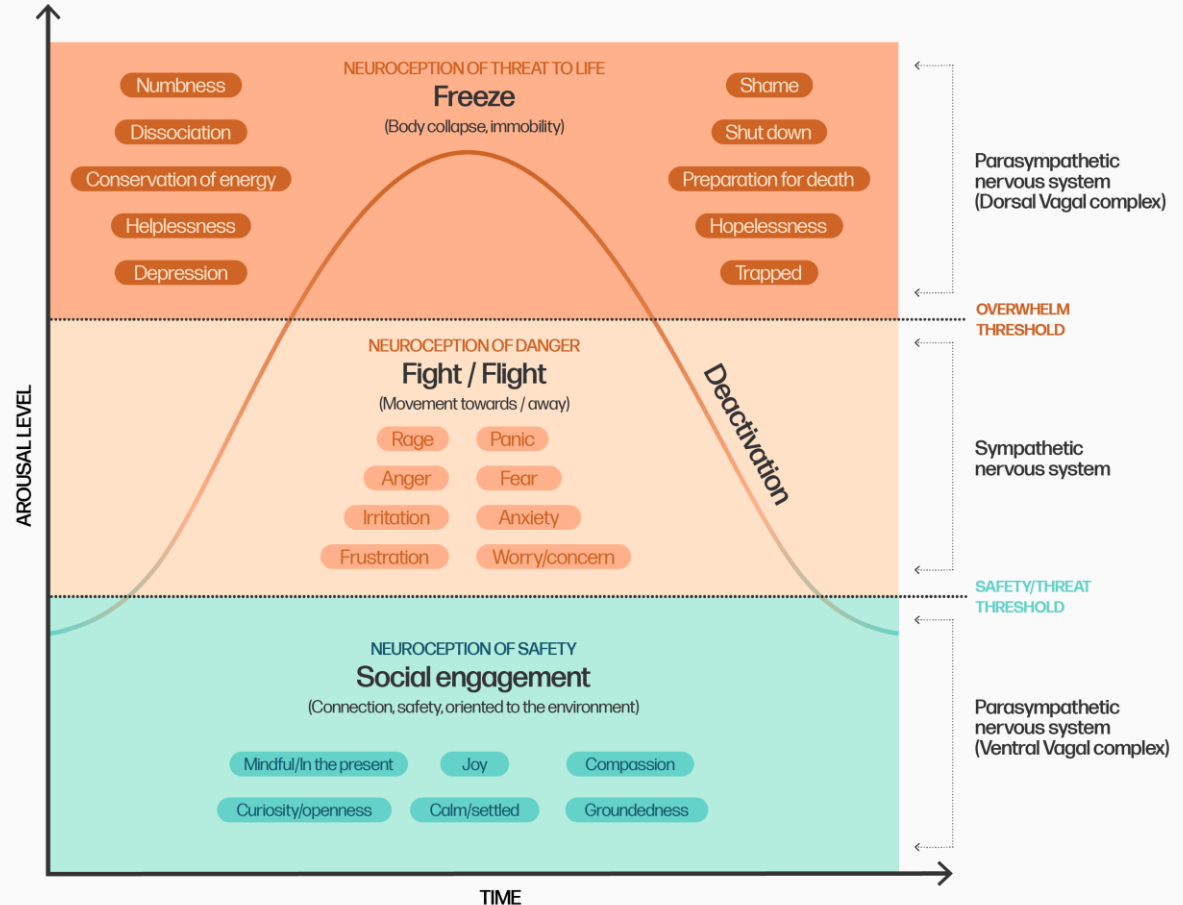 NEUROCEPTION OF THREAT TO LIFE
Freeze
(Body collapse, immobility)
Numbness
Dissociation
Conservation of energy
Helplessness
Depression
Shame
Shut down
Preparation for death
Hopelessness
Trapped
Parasympathetic
nervous system
(Dorsal Vagal complex)
OVERWHELM
THRESHOLD
NEUROCEPTION OF DANGER
Fight / Flight
(Movement towards / away)
Rage
Panic
Anger
Fear
Irritation
Anxiety
Frustration
Worry/concern
Deactivation
Sympathetic
nervous system
SAFETY/THREAT
THRESHOLD
NEUROCEPTION OF SAFETY
Social engagement
(Connection, safety, oriented to the environment)
Mindful/In the present
Joy
Compassion
Curiosity/openness
Calm/settled
Groundedness
Parasympathetic
nervous system
(Ventral Vagal complex)
AROUSAL LEVEL
TIME